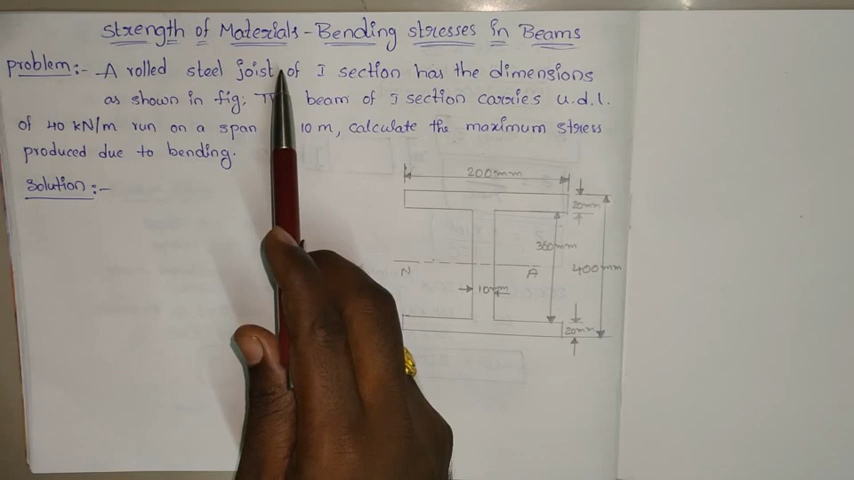 Strength of Materials - Bending stresses in Beams
problem:- A rolled steel joist of I section has the dimensions
as shown in fig; beam of I section carries u.d.l.
of 40 kN/m run on a span 10 m, calculate the maximum stress
produced due to bending.
Solution:-
200mm
20mm
360mm
400mm
N A
10mm
20mm